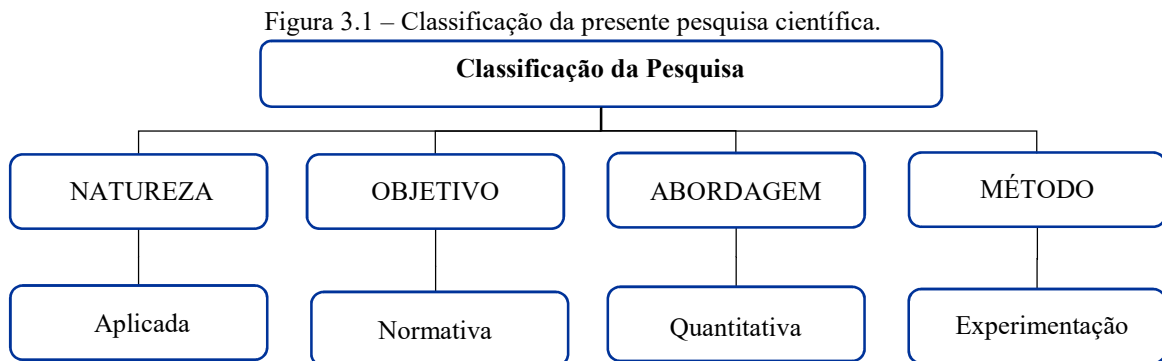 Figura 3.1 – Classificação da presente pesquisa científica.
Classificação da Pesquisa
NATUREZA
OBJETIVO
ABORDAGEM
MÉTODO
Aplicada
Normativa
Quantitativa
Experimentação